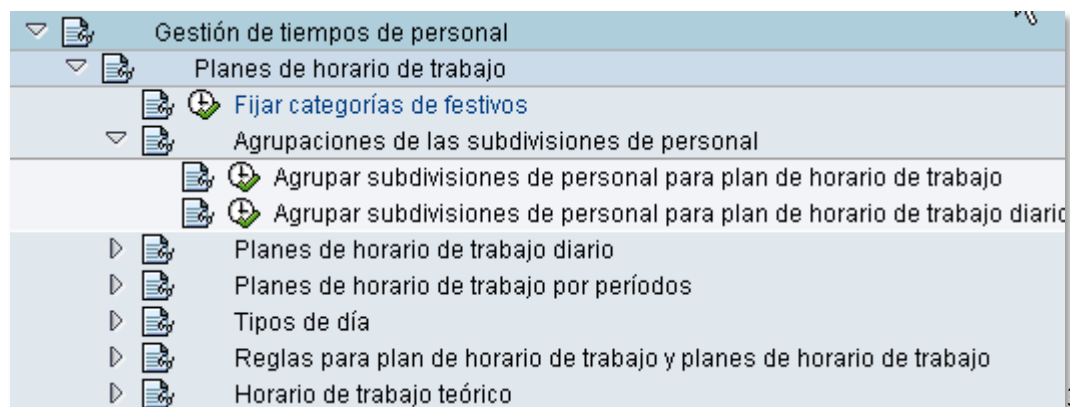 Gestión de tiempos de personal
Planes de horario de trabajo
Fijar categorías de festivos
Agrupaciones de las subdivisiones de personal
Agrupar subdivisiones de personal para plan de horario de trabajo
Agrupar subdivisiones de personal para plan de horario de trabajo diario
Planes de horario de trabajo diario
Planes de horario de trabajo por períodos
Tipos de día
Reglas para plan de horario de trabajo y planes de horario de trabajo
Horario de trabajo teórico